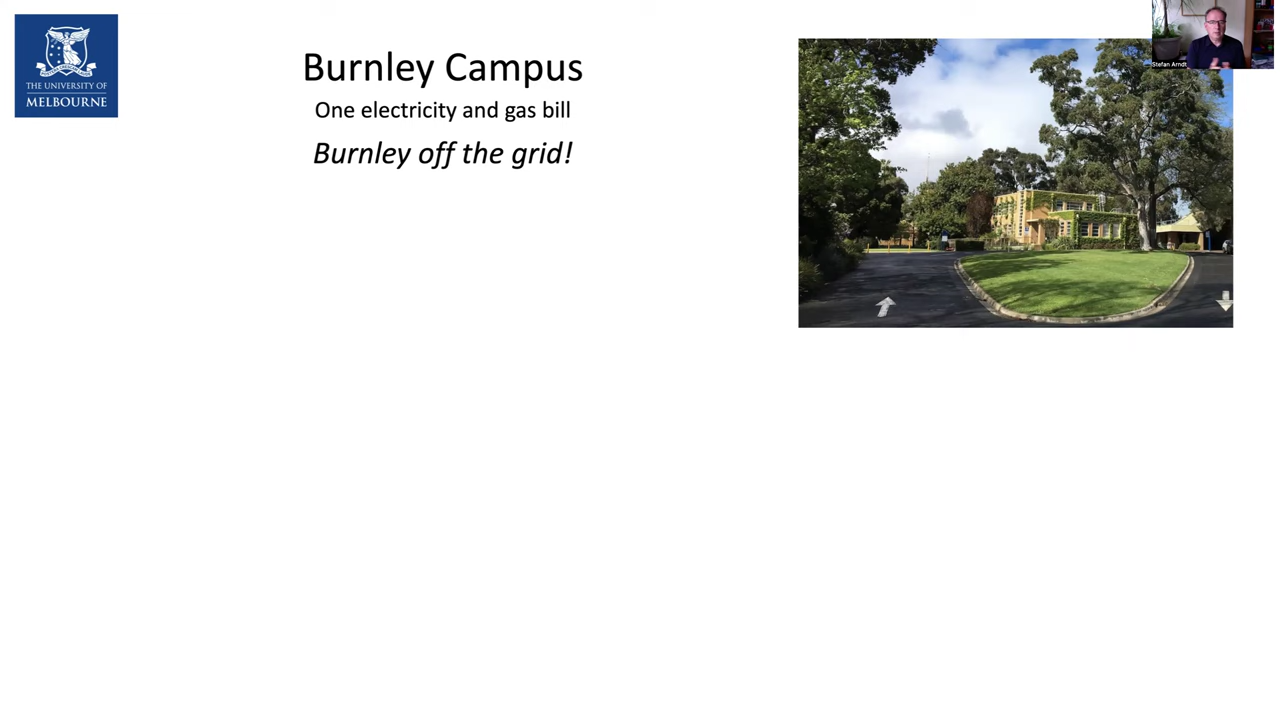 THE UNIVERSITY OF
MELBOURNE
Burnley Campus
One electricity and gas bill
Burnley off the grid!
Stefan Arndt